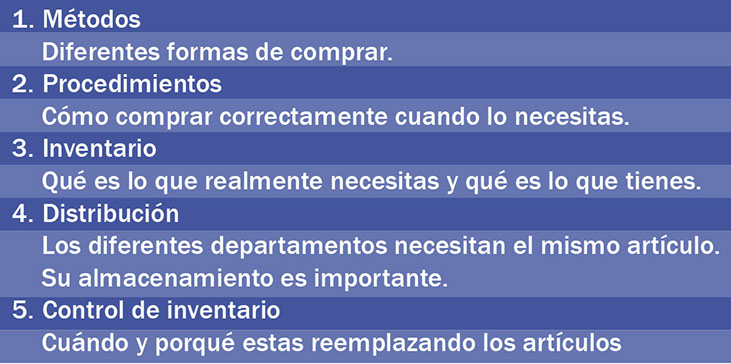 1. Métodos
Diferentes formas de comprar.
2. Procedimientos
Cómo comprar correctamente cuando lo necesitas.
3. Inventario
Qué es lo que realmente necesitas y qué es lo que tienes.
4. Distribución
Los diferentes departamentos necesitan el mismo artículo.
Su almacenamiento es importante.
5. Control de inventario
Cuándo y porqué estas reemplazando los artículos